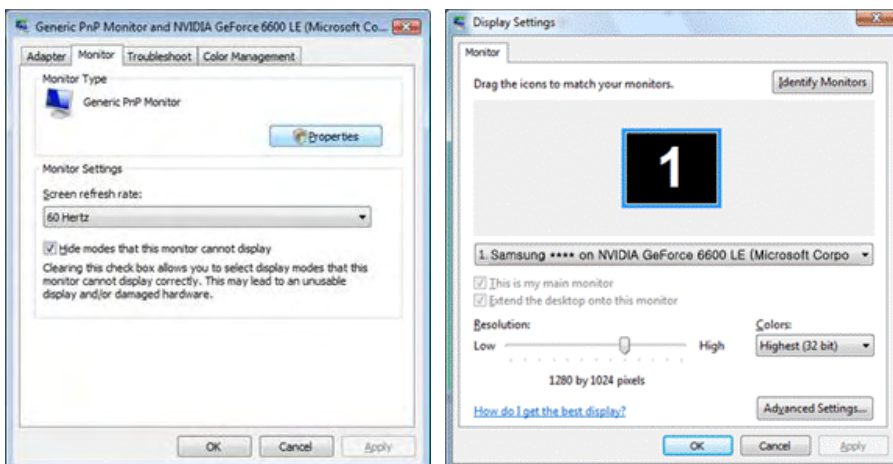 Generic PnP Monitor and NVIDIA GeForce 6600 LE (Microsoft Co...
Adapter Monitor Troubleshoot Color Management
Monitor Type
Generic PnP Monitor
Properties
Monitor Settings
Screen refresh rate:
60 Hertz
Hide modes that this monitor cannot display
Clearing this check box allows you to select display modes that this
monitor cannot display correctly. This may lead to an unusable
display and/or damaged hardware.
OK Cancel Apply
Display Settings
Monitor
Drag the icons to match your monitors.
Identify Monitors
1
1. Samsung **** on NVIDIA GeForce 6600 LE (Microsoft Corpo
This is my main monitor
Extend the desktop onto this monitor
Resolution:
Low High
1280 by 1024 pixels
Colors:
Highest (32 bit)
How do I get the best display?
Advanced Settings...
OK Cancel Apply